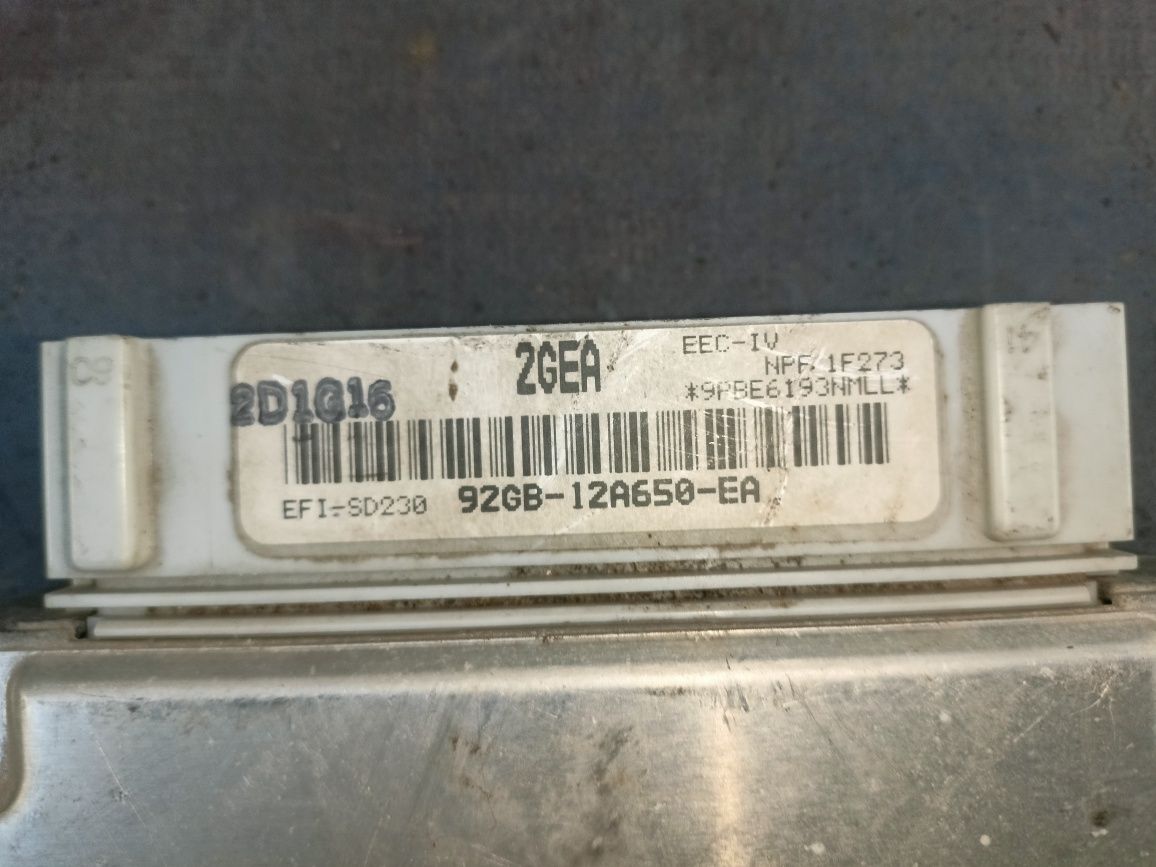 2GEA
EEC-IV
NPF/1F273
*9PBE6193NMLL*
2D1G16
EFI-SD230 92GB-12A650-EA